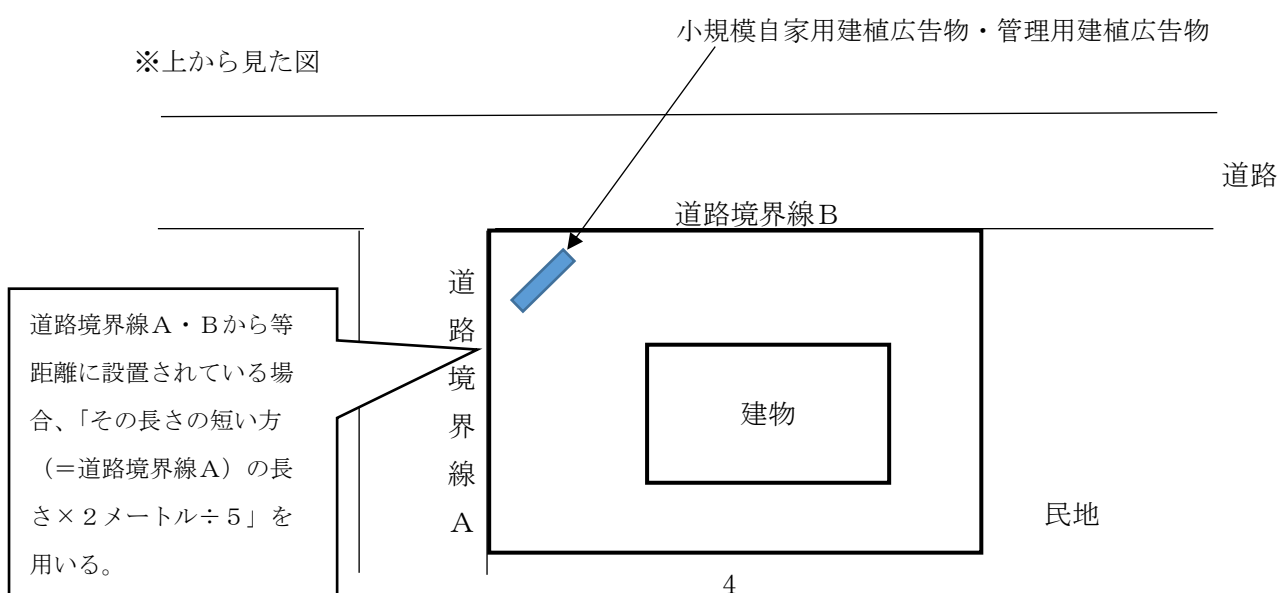 小規模自家用建植広告物・管理用建植広告物
※上から見た図
道路
道路境界線Ｂ
道路境界線Ａ
道路境界線Ａ・Ｂから等
距離に設置されている場
合、「その長さの短い方
（＝道路境界線Ａ）の長
さ×２メートル÷５」を
用いる。
建物
民地
4